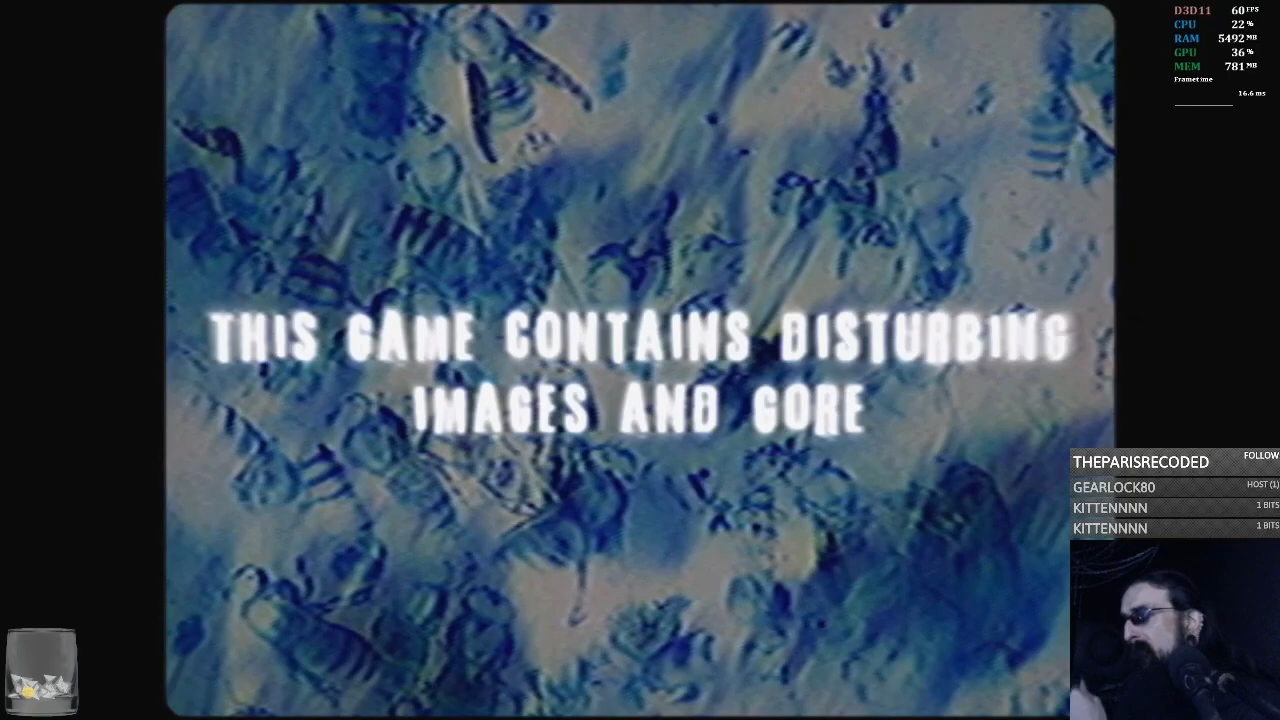 D3D11 60 FPS
CPU 22 %
RAM 5492 MB
GPU 36 %
MEM 781 MB
Frametime
16.6 ms
THIS GAME CONTAINS DISTURBING
IMAGES AND GORE
THEPARISRECODED FOLLOW
GEARLOCK80 HOST (1)
KITTENNNN 1 BITS
KITTENNNN 1 BITS